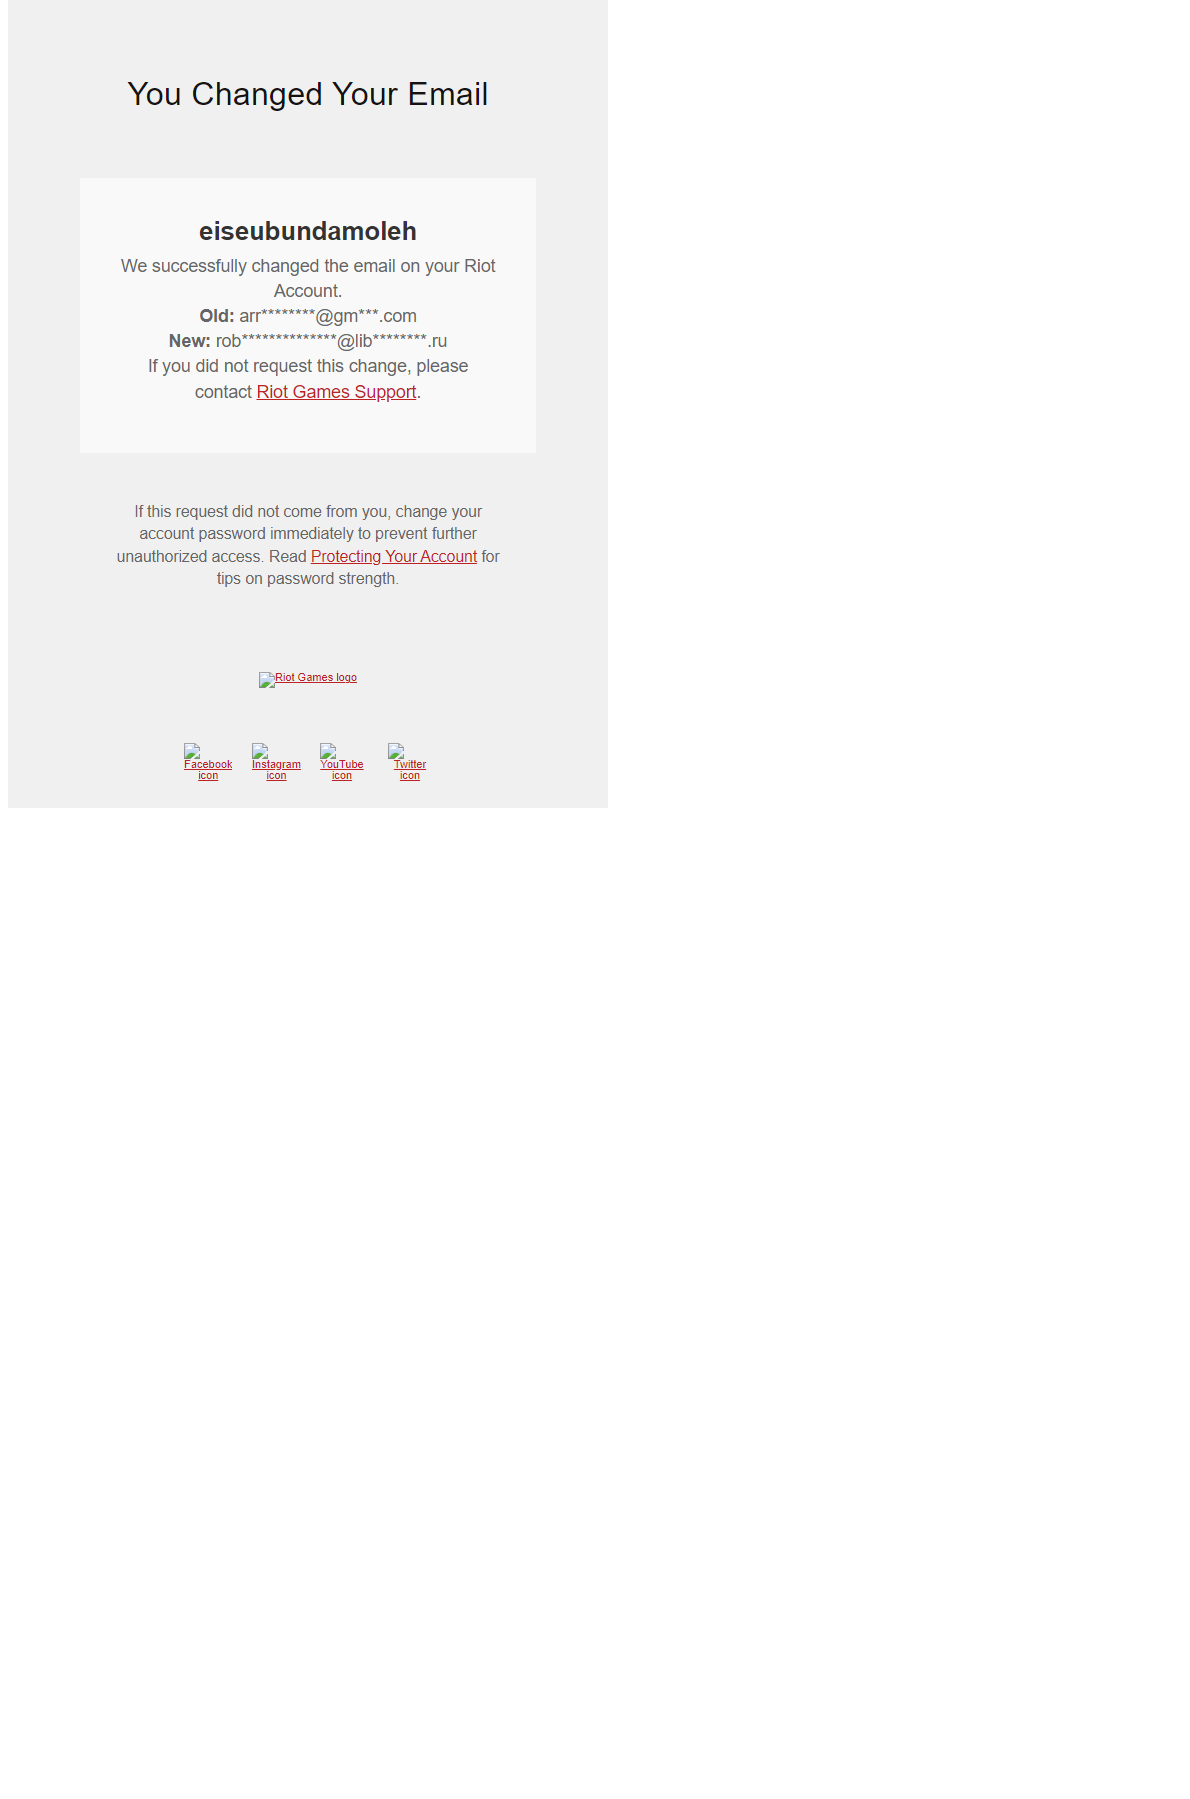 You Changed Your Email
eiseubundamoleh
We successfully changed the email on your Riot
Account.
Old: arr********@gm***.com
New: rob**************@lib********.ru
If you did not request this change, please
contact Riot Games Support.
If this request did not come from you, change your
account password immediately to prevent further
unauthorized access. Read Protecting Your Account for
tips on password strength.
Riot Games logo
Facebook icon
Instagram icon
YouTube icon
Twitter icon